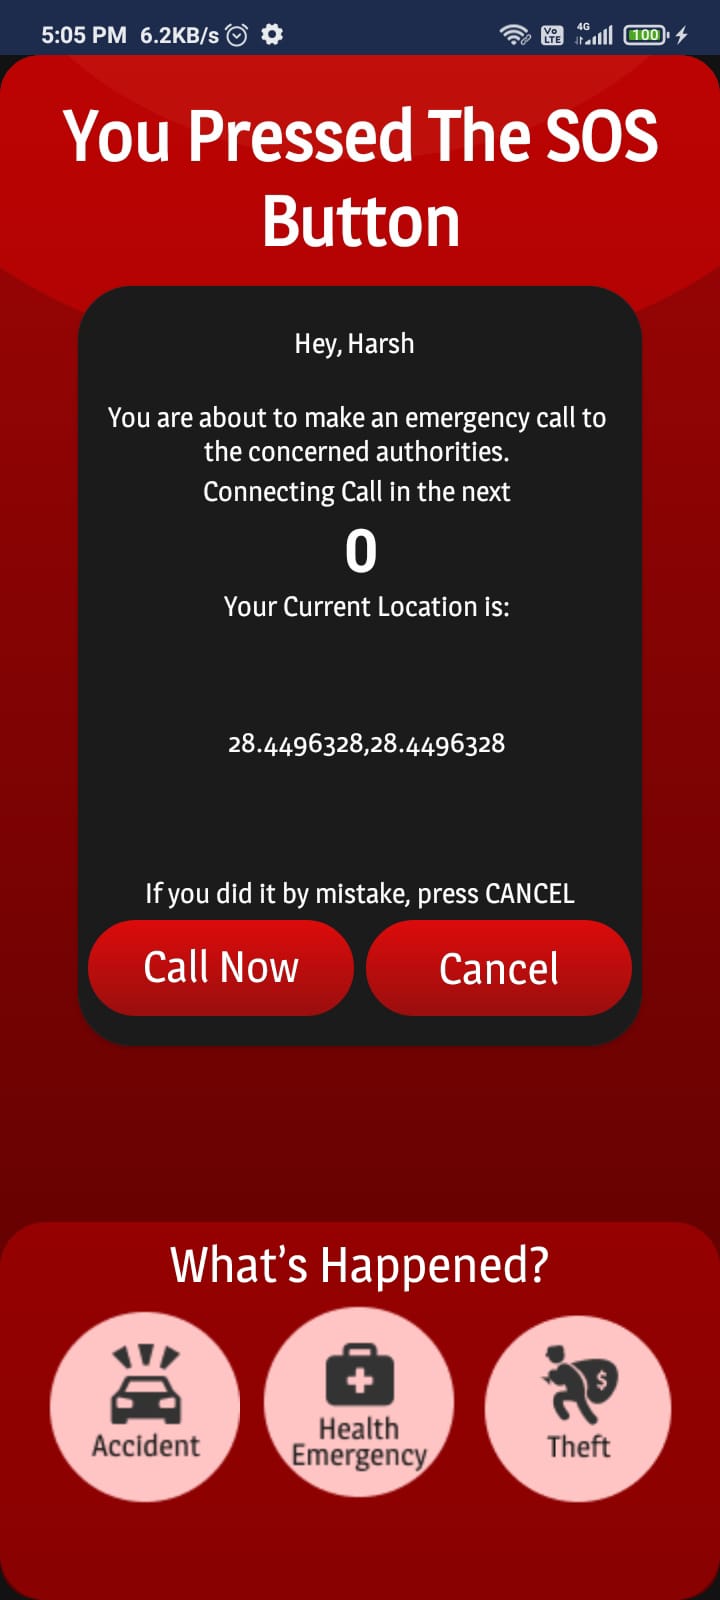 5:05 PM 6.2KB/s
Vo LTE 4G 100
You Pressed The SOS
Button
Hey, Harsh
You are about to make an emergency call to
the concerned authorities.
Connecting Call in the next
0
Your Current Location is:
28.4496328,28.4496328
If you did it by mistake, press CANCEL
Call Now Cancel
What's Happened?
Accident
Health
Emergency
$
Theft